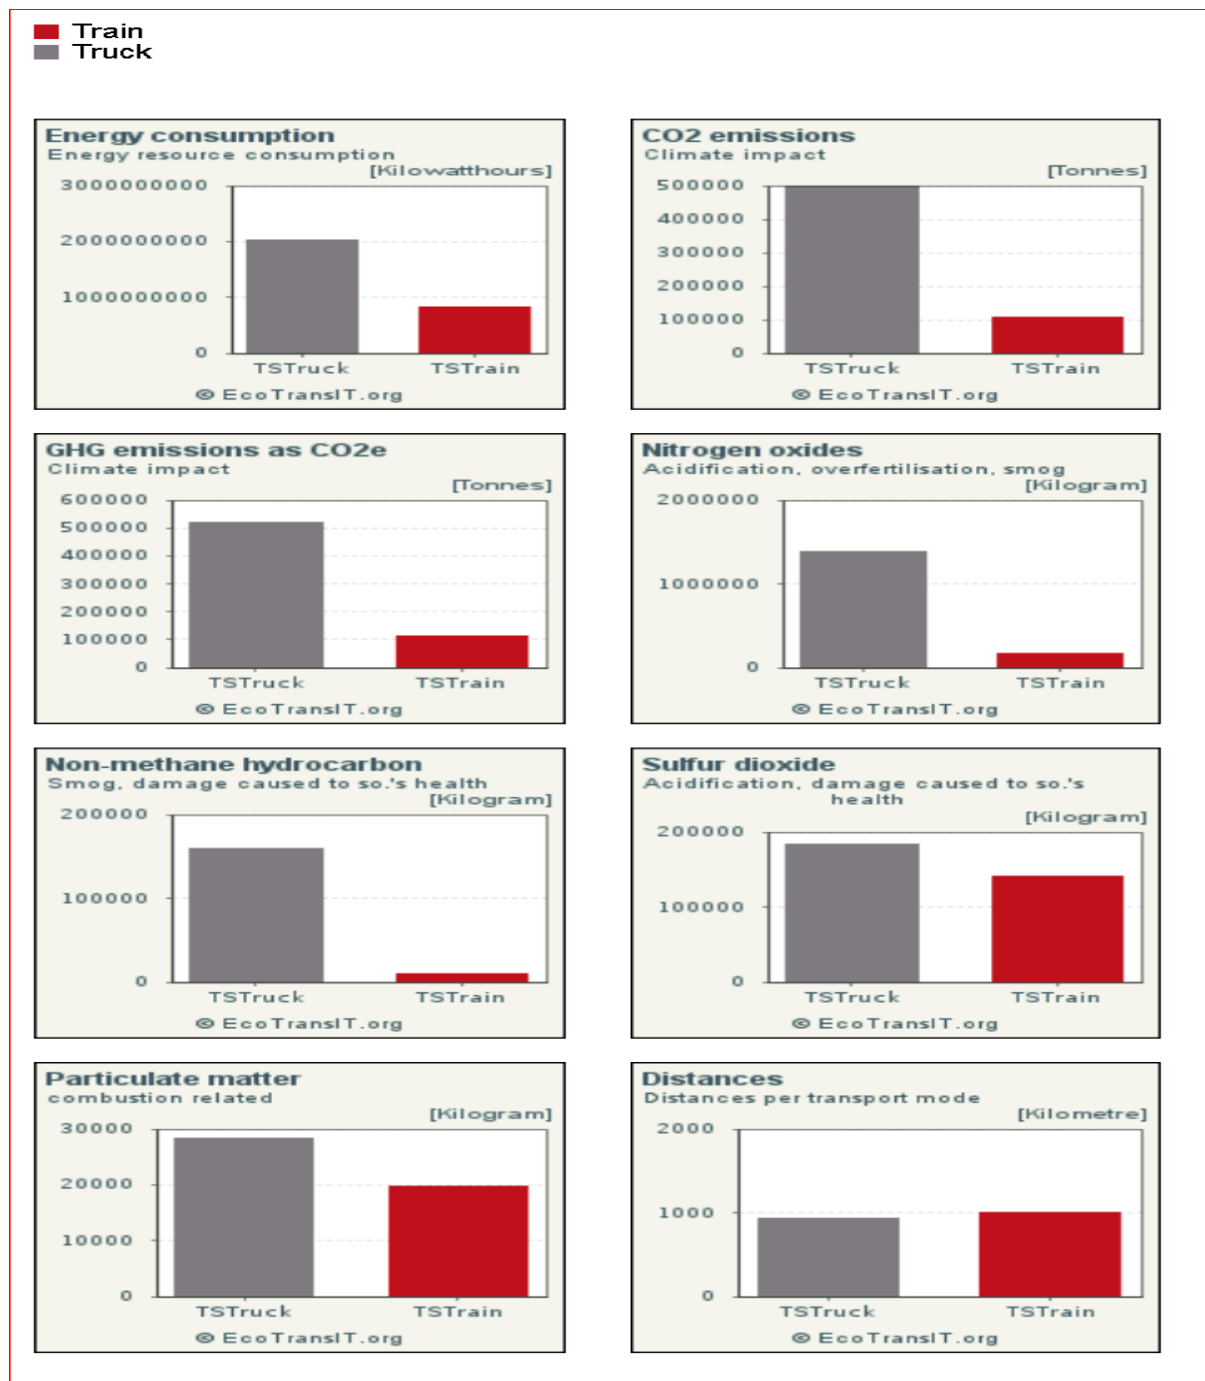 Train
Truck
Energy consumption
Energy resource consumption
[Kilowatthours]
3000000000
2000000000
1000000000
0
TSTruck TSTrain
© EcoTransIT.org
CO2 emissions
Climate impact
[Tonnes]
500000
400000
300000
200000
100000
0
TSTruck TSTrain
© EcoTransIT.org
GHG emissions as CO2e
Climate impact
[Tonnes]
600000
500000
400000
300000
200000
100000
0
TSTruck TSTrain
© EcoTransIT.org
Nitrogen oxides
Acidification, overfertilisation, smog
[Kilogram]
2000000
1000000
0
TSTruck TSTrain
© EcoTransIT.org
Non-methane hydrocarbon
Smog, damage caused to so.'s health
[Kilogram]
200000
100000
0
TSTruck TSTrain
© EcoTransIT.org
Sulfur dioxide
Acidification, damage caused to so.'s
health
[Kilogram]
200000
100000
0
TSTruck TSTrain
© EcoTransIT.org
Particulate matter
combustion related
[Kilogram]
30000
20000
10000
0
TSTruck TSTrain
© EcoTransIT.org
Distances
Distances per transport mode
[Kilometre]
2000
1000
0
TSTruck TSTrain
© EcoTransIT.org